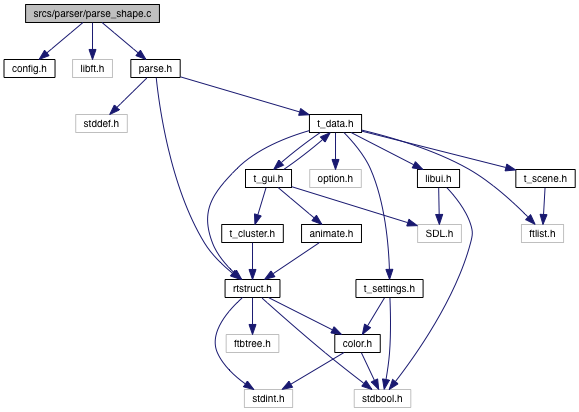 srcs/parser/parse_shape.c
config.h
libft.h
parse.h
stddef.h
t_data.h
t_gui.h
option.h
libui.h
t_scene.h
t_cluster.h
animate.h
SDL.h
ftlist.h
rtstruct.h
t_settings.h
ftbtree.h
color.h
stdint.h
stdbool.h